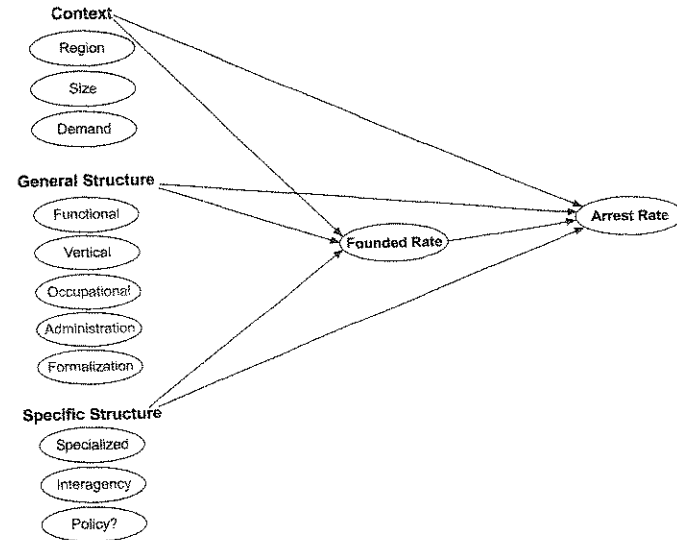 Context
Region
Size
Demand
General Structure
Functional
Vertical
Occupational
Administration
Formalization
Specific Structure
Specialized
Interagency
Policy?
Founded Rate
Arrest Rate